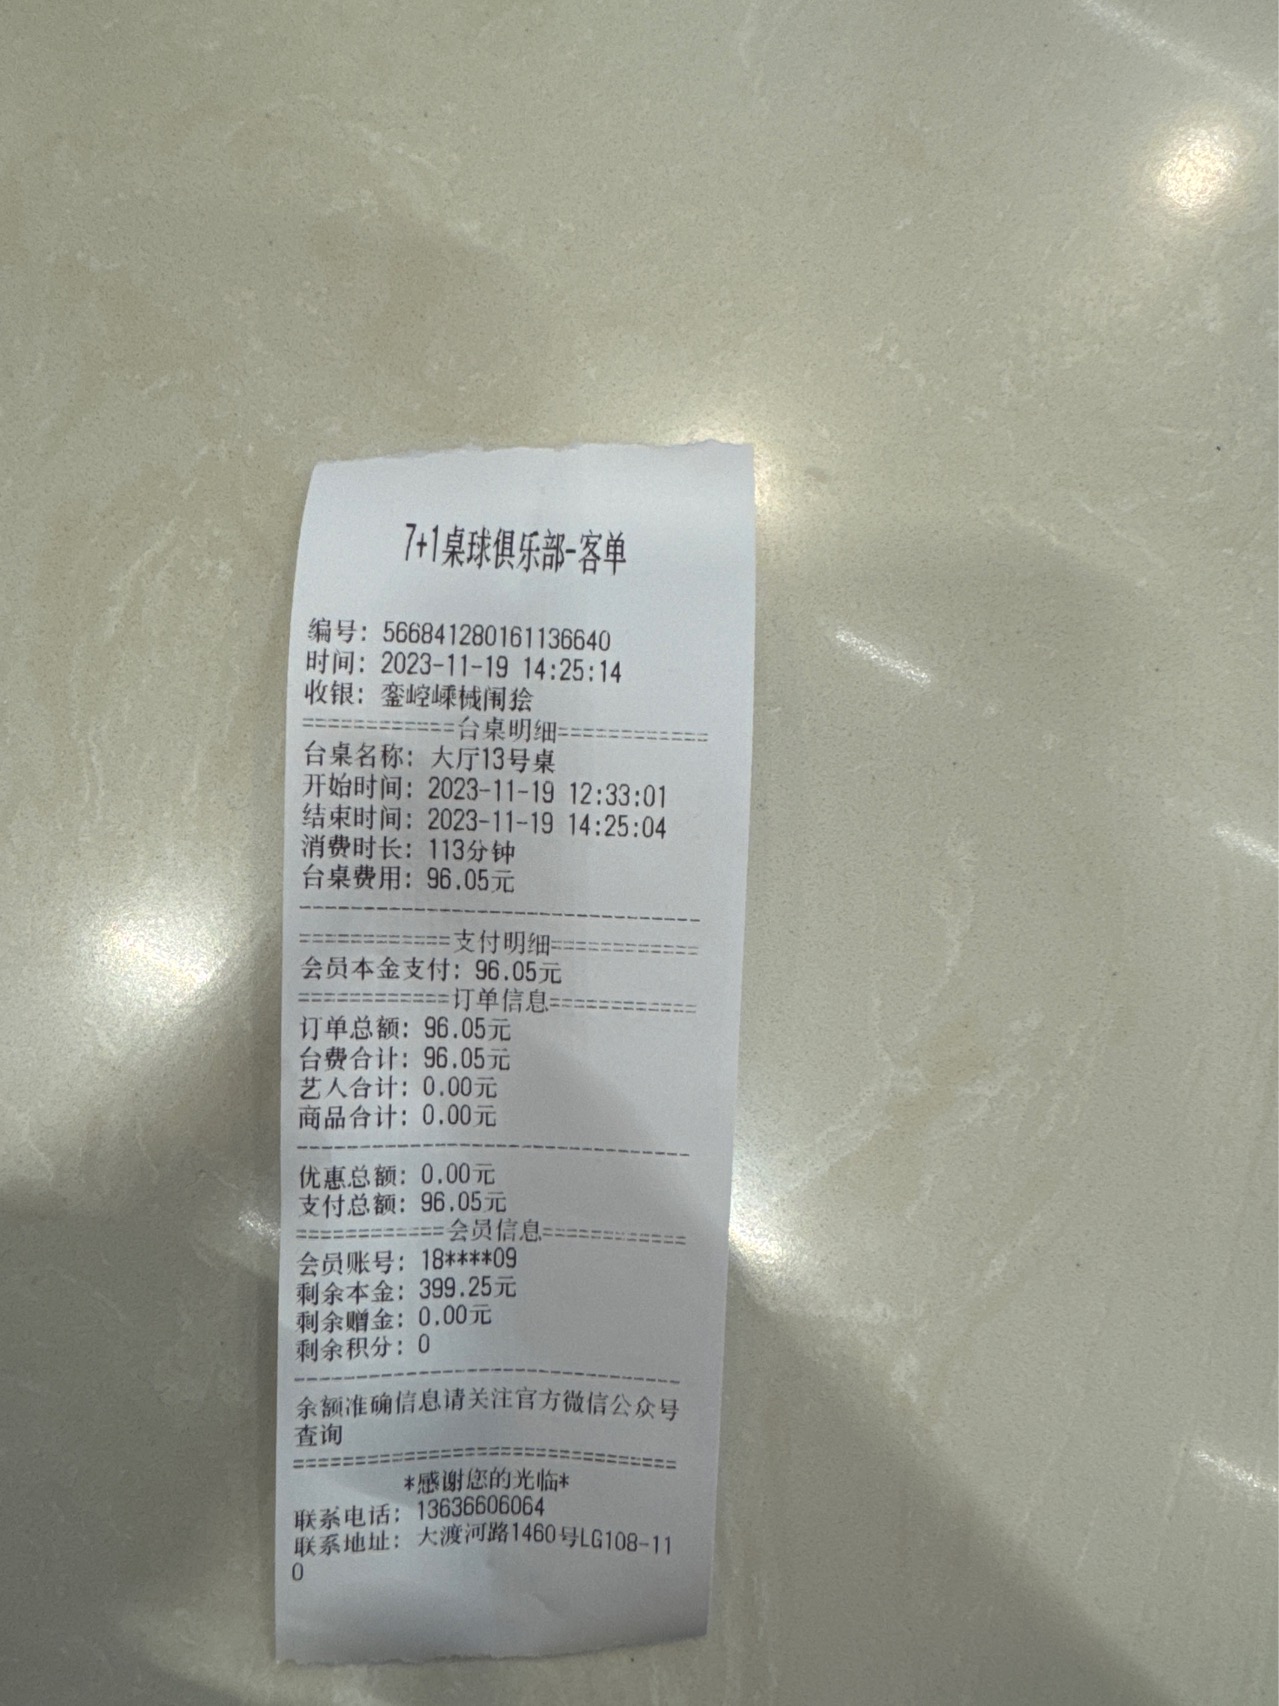 7+1桌球俱乐部-客单
编号: 566841280161136640
时间: 2023-11-19 14:25:14
收银: 銮崆嵊械闱狯
============台桌明细============
台桌名称: 大厅13号桌
开始时间: 2023-11-19 12:33:01
结束时间: 2023-11-19 14:25:04
消费时长: 113分钟
台桌费用: 96.05元
--------------------------------
============支付明细============
会员本金支付: 96.05元
============订单信息============
订单总额: 96.05元
台费合计: 96.05元
艺人合计: 0.00元
商品合计: 0.00元
--------------------------------
优惠总额: 0.00元
支付总额: 96.05元
============会员信息============
会员账号: 18****09
剩余本金: 399.25元
剩余赠金: 0.00元
剩余积分: 0
--------------------------------
余额准确信息请关注官方微信公众号
查询
================================
*感谢您的光临*
联系电话: 13636606064
联系地址: 大渡河路1460号LG108-11
0